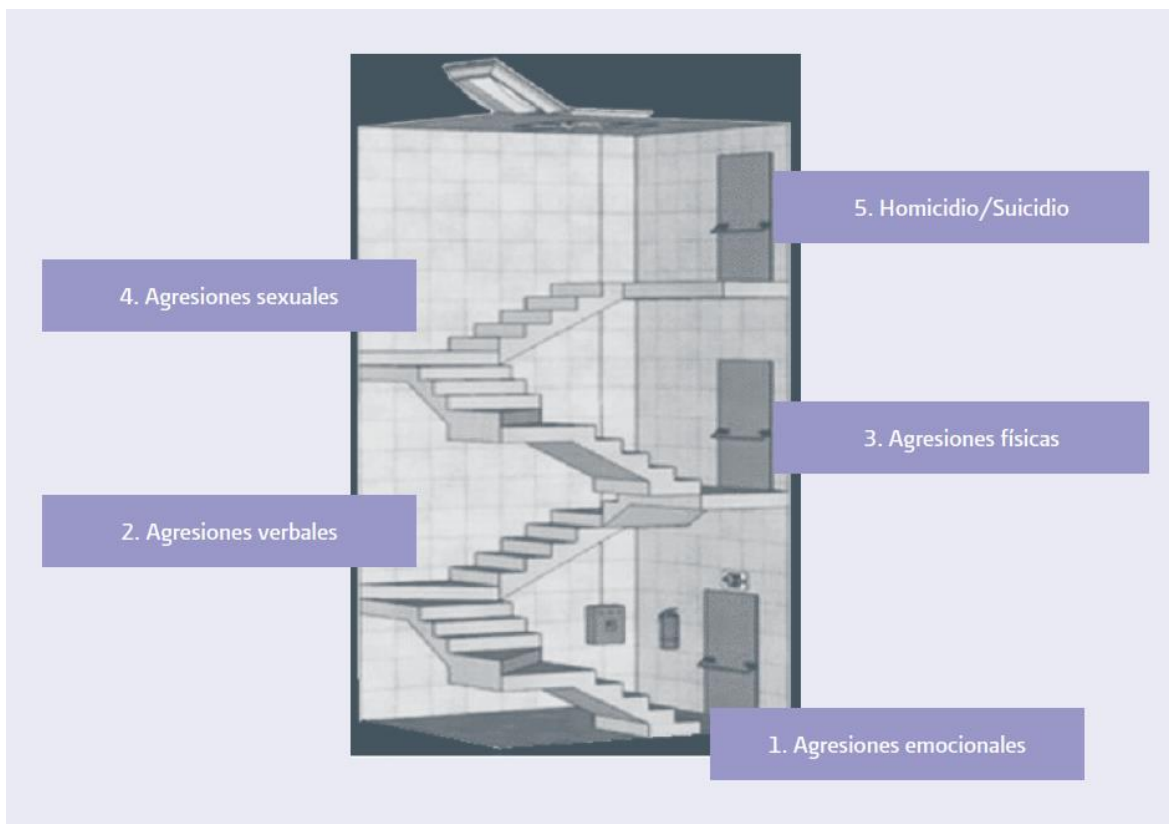 5. Homicidio/Suicidio
4. Agresiones sexuales
3. Agresiones físicas
2. Agresiones verbales
1. Agresiones emocionales